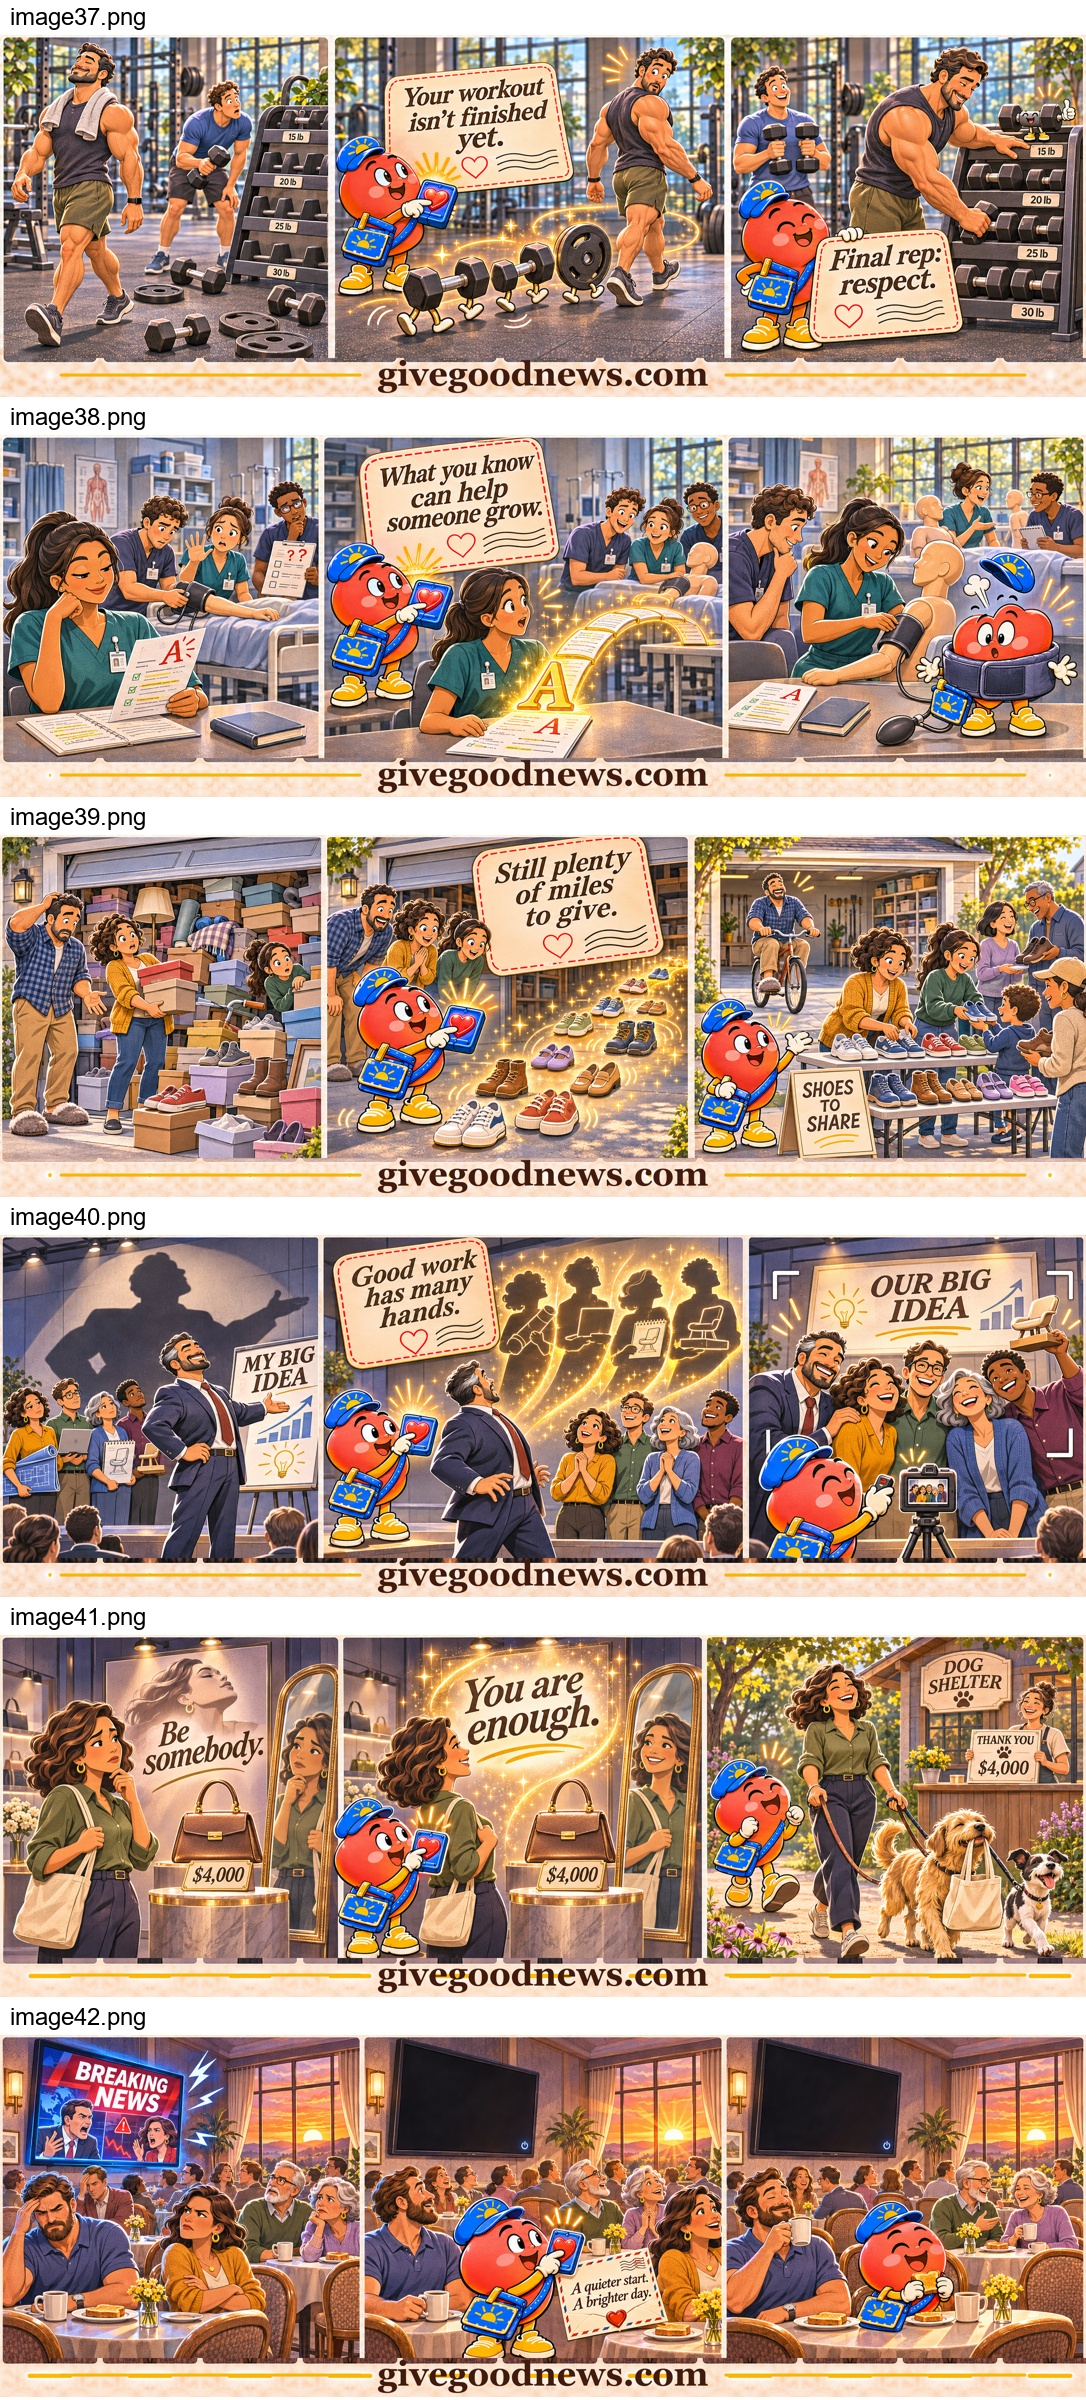 image37.png
15 lb
20 lb
25 lb
30 lb
Your workout
isn't finished
yet.
15 lb
20 lb
25 lb
30 lb
Final rep:
respect.
givegoodnews.com
image38.png
??
A
What you know
can help
someone grow.
A
A
A
givegoodnews.com
image39.png
Still plenty
of miles
to give.
SHOES
TO
SHARE
givegoodnews.com
image40.png
MY BIG
IDEA
Good work
has many
hands.
OUR BIG
IDEA
givegoodnews.com
image41.png
Be
somebody.
$4,000
You are
enough.
$4,000
DOG
SHELTER
THANK YOU
$4,000
givegoodnews.com
image42.png
BREAKING
NEWS
A quieter start.
A brighter day.
givegoodnews.com